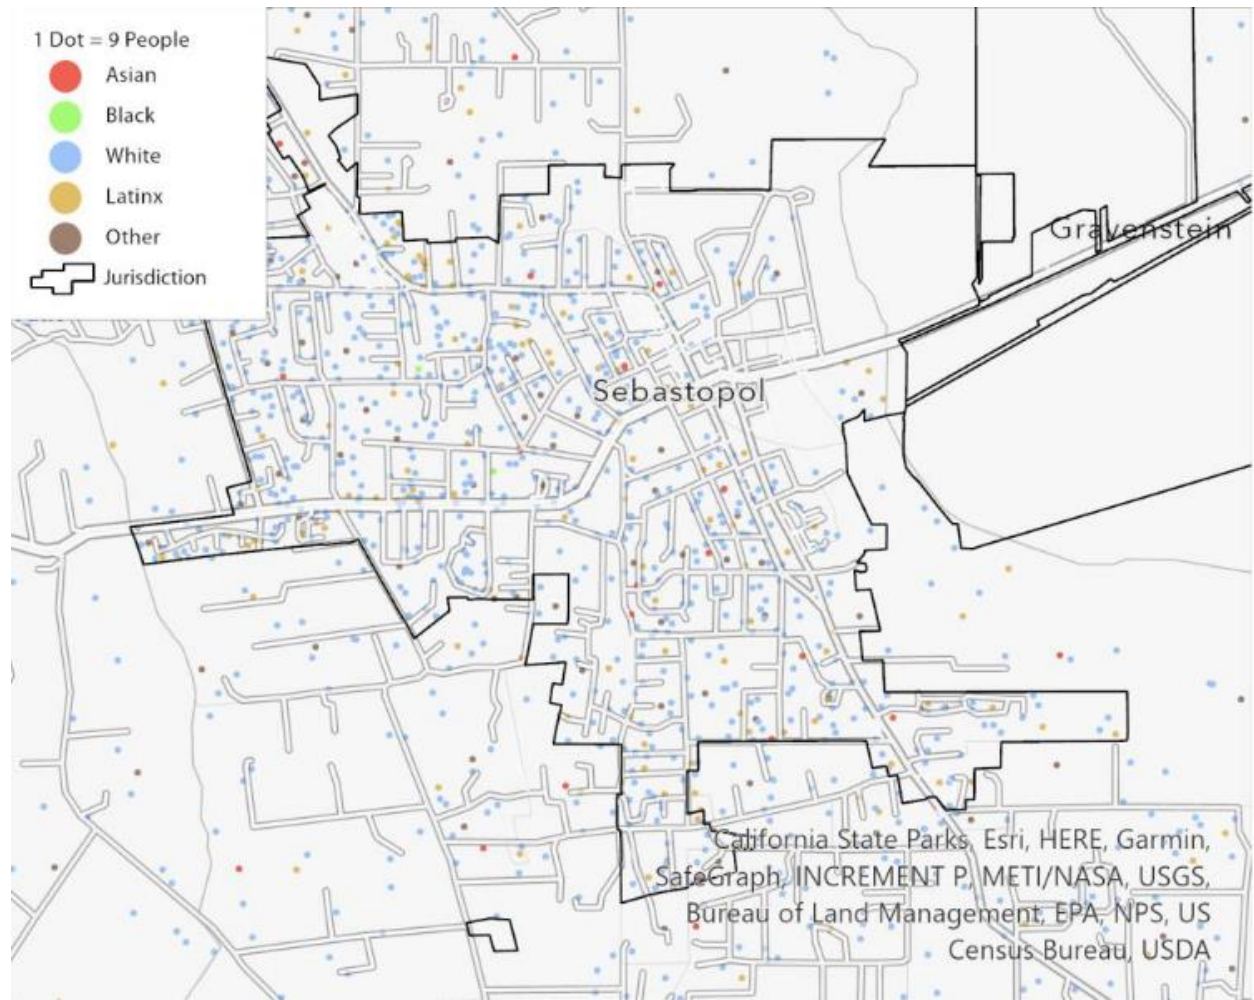 1 Dot = 9 People
Asian
Black
White
Latinx
Other
Jurisdiction
Gravenstein
Sebastopol
California State Parks, Esri, HERE, Garmin,
SafeGraph, INCREMENT P, METI/NASA, USGS,
Bureau of Land Management, EPA, NPS, US
Census Bureau, USDA